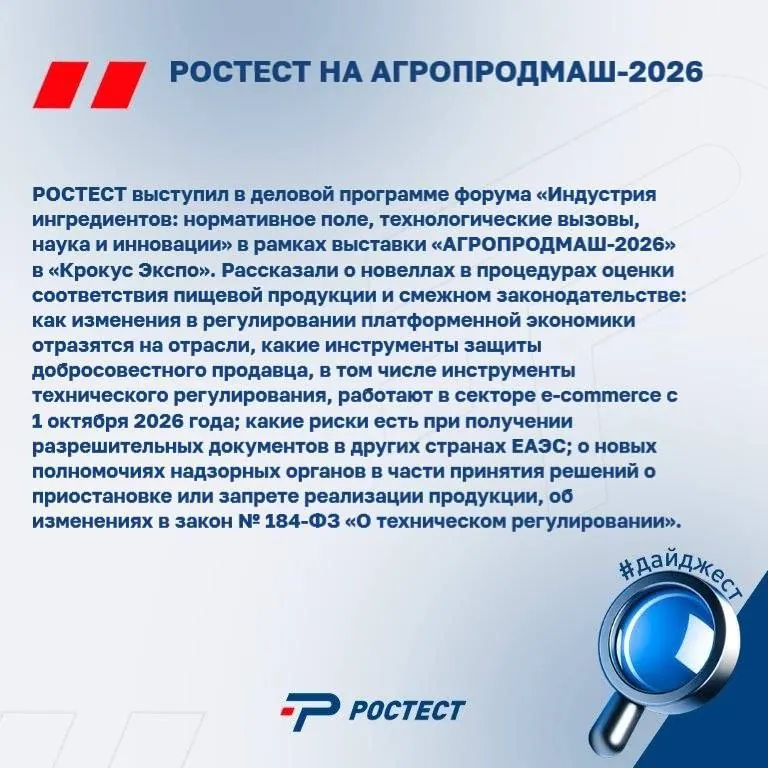 РОСТЕСТ НА АГРОПРОДМАШ-2026
РОСТЕСТ выступил в деловой программе форума «Индустрия
ингредиентов: нормативное поле, технологические вызовы,
наука и инновации» в рамках выставки «АГРОПРОДМАШ-2026»
в «Крокус Экспо». Рассказали о новеллах в процедурах оценки
соответствия пищевой продукции и смежном законодательстве:
как изменения в регулировании платформенной экономики
отразятся на отрасли, какие инструменты защиты
добросовестного продавца, в том числе инструменты
технического регулирования, работают в секторе e-commerce с
1 октября 2026 года; какие риски есть при получении
разрешительных документов в других странах ЕАЭС; о новых
полномочиях надзорных органов в части принятия решений о
приостановке или запрете реализации продукции, об
изменениях в закон № 184-ФЗ «О техническом регулировании».
#дайджест
РОСТЕСТ